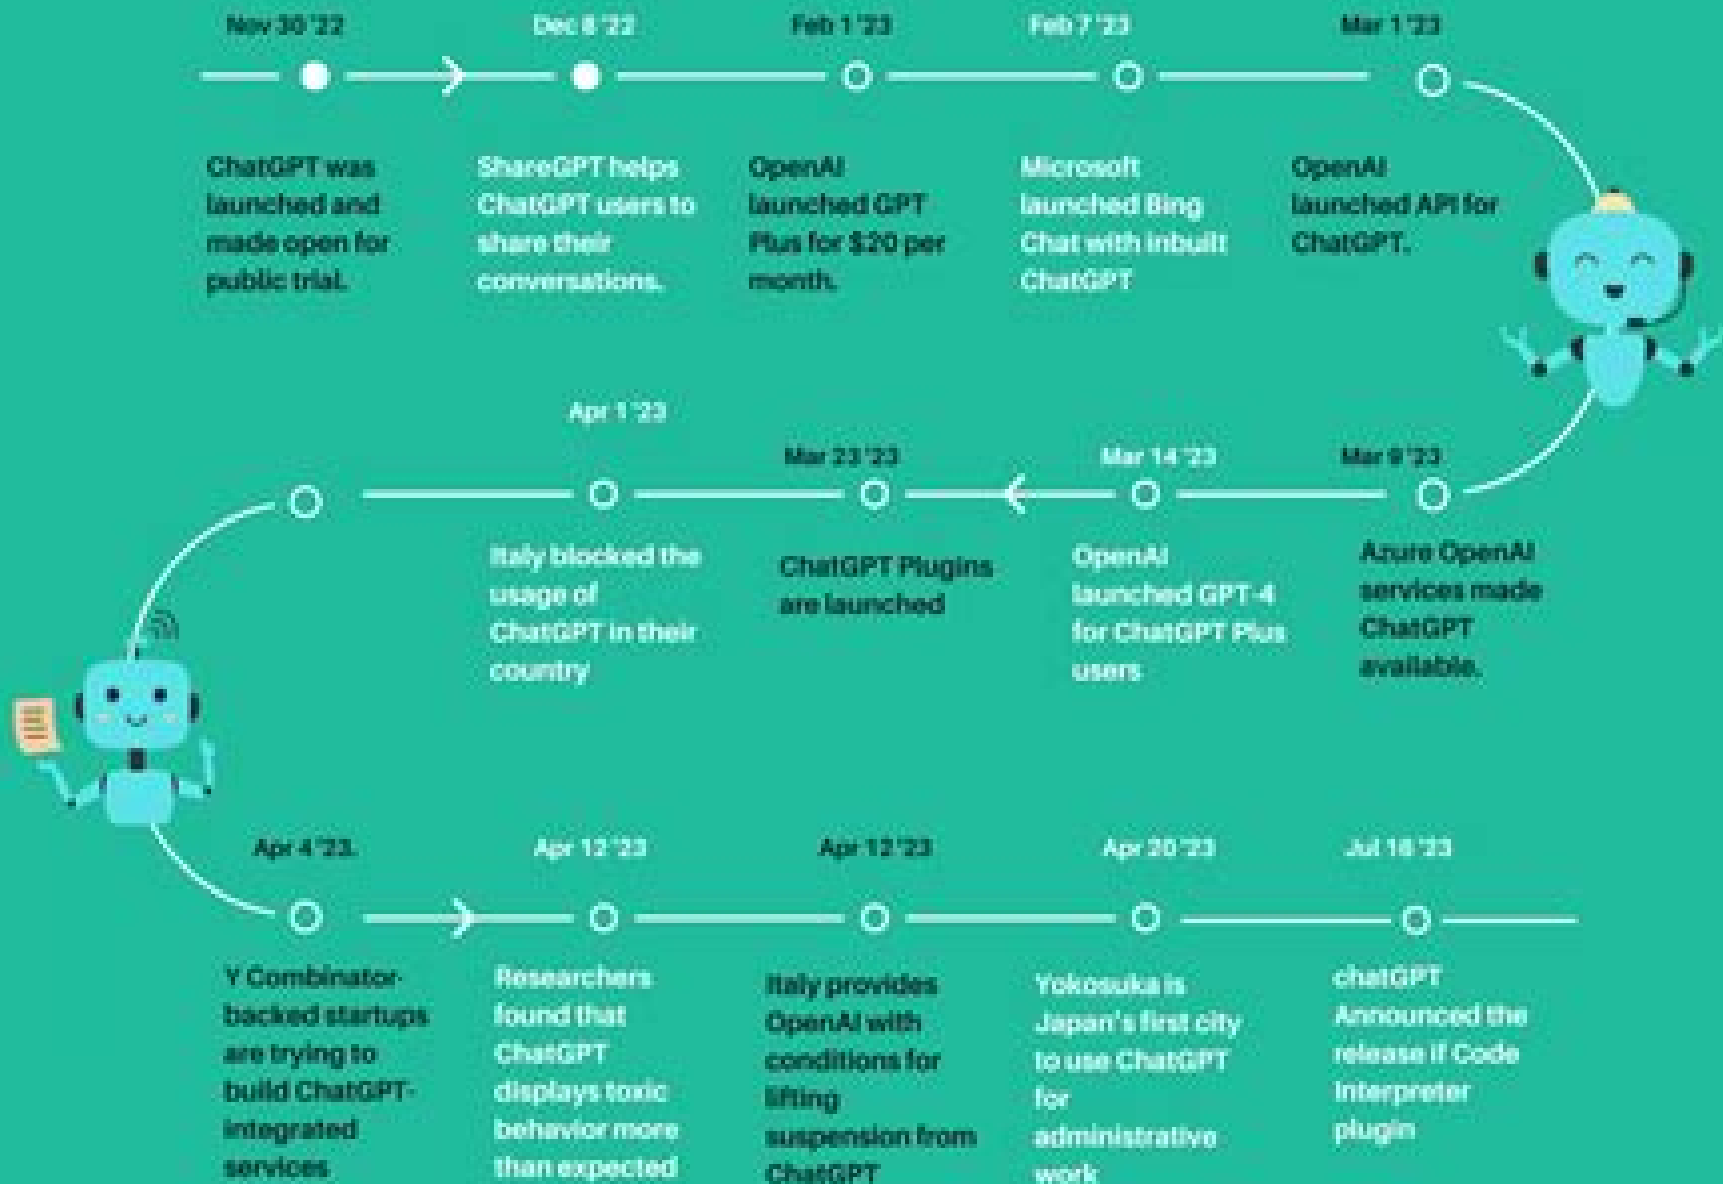 Nov 30 '22
ChatGPT was
launched and
made open for
public trial.
Dec 8 '22
ShareGPT helps
ChatGPT users to
share their
conversations.
Feb 1 '23
OpenAI
launched GPT
Plus for $20 per
month.
Feb 7 '23
Microsoft
launched Bing
Chat with inbuilt
ChatGPT
Mar 1 '23
OpenAI
launched API for
ChatGPT.
Mar 9 '23
Azure OpenAI
services made
ChatGPT
available.
Mar 14 '23
OpenAI
launched GPT-4
for ChatGPT Plus
users
Mar 23 '23
ChatGPT Plugins
are launched
Apr 1 '23
Italy blocked the
usage of
ChatGPT in their
country
Apr 4 '23.
Y Combinator-
backed startups
are trying to
build ChatGPT-
integrated
services
Apr 12 '23
Researchers
found that
ChatGPT
displays toxic
behavior more
than expected
Apr 12 '23
Italy provides
OpenAI with
conditions for
lifting
suspension from
ChatGPT
Apr 20 '23
Yokosuka is
Japan's first city
to use ChatGPT
for
administrative
work
Jul 16 '23
chatGPT
Announced the
release if Code
Interpreter
plugin